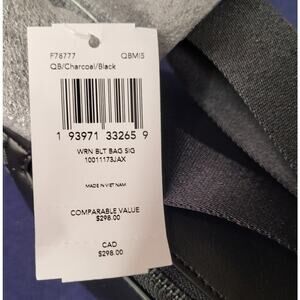 F76777 QBMI5
QB/Charcoal/Black
1 93971 33265 9
WRN BLT BAG SIG
10011173JAX
MADE IN VIET NAM
COMPARABLE VALUE
$298.00
CAD
$298.00